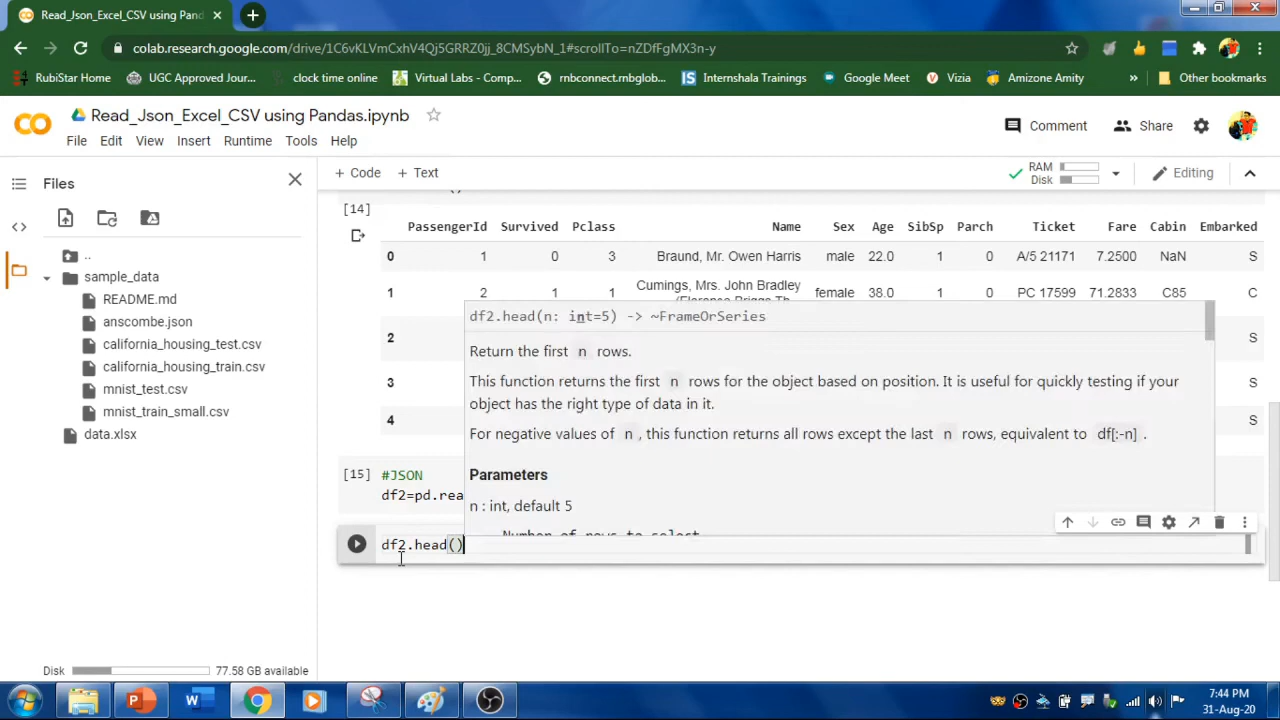 Read_Json_Excel_CSV using Pand
colab.research.google.com/drive/1C6vKLVmCxhV4Qj5GRRZ0jj_8CMSybN_1#scrollTo=nZDfFgMX3n-y
RubiStar Home
UGC Approved Jour...
clock time online
Virtual Labs - Comp...
rnbconnect.rnbglob...
Internshala Trainings
Google Meet
Vizia
Amizone Amity
»
Other bookmarks
Read_Json_Excel_CSV using Pandas.ipynb
Comment
Share
File Edit View Insert Runtime Tools Help
+ Code + Text
RAM
Disk
Editing
Files
..
sample_data
README.md
anscombe.json
california_housing_test.csv
california_housing_train.csv
mnist_test.csv
mnist_train_small.csv
data.xlsx
Disk 77.58 GB available
[14]
PassengerId Survived Pclass Name Sex Age SibSp Parch Ticket Fare Cabin Embarked
0 1 0 3 Braund, Mr. Owen Harris male 22.0 1 0 A/5 21171 7.2500 NaN S
1 2 1 1 Cumings, Mrs. John Bradley (Florence Briggs Th... female 38.0 1 0 PC 17599 71.2833 C85 C
2 S
3 S
4 S
df2.head(n: int=5) -> ~FrameOrSeries
Return the first n rows.
This function returns the first n rows for the object based on position. It is useful for quickly testing if your
object has the right type of data in it.
For negative values of n , this function returns all rows except the last n rows, equivalent to df[:-n] .
Parameters
n : int, default 5
Number of rows to select
[15] #JSON
df2=pd.rea
df2.head()
7:44 PM
31-Aug-20